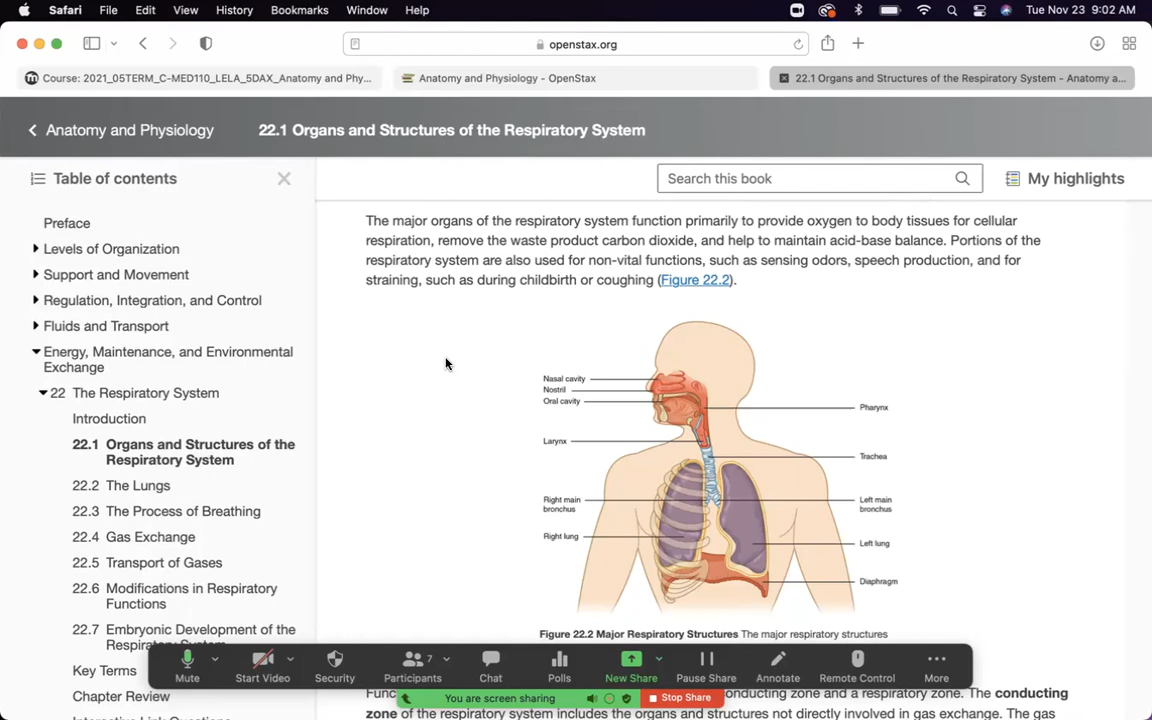 Safari File Edit View History Bookmarks Window Help Tue Nov 23 9:02 AM
openstax.org
Course: 2021_05TERM_C-MED110_LELA_5DAX_Anatomy and Phy... Anatomy and Physiology - OpenStax 22.1 Organs and Structures of the Respiratory System - Anatomy a...
Anatomy and Physiology 22.1 Organs and Structures of the Respiratory System
Table of contents
Search this book
My highlights
Preface
Levels of Organization
Support and Movement
Regulation, Integration, and Control
Fluids and Transport
Energy, Maintenance, and Environmental
Exchange
22 The Respiratory System
Introduction
22.1 Organs and Structures of the
Respiratory System
22.2 The Lungs
22.3 The Process of Breathing
22.4 Gas Exchange
22.5 Transport of Gases
22.6 Modifications in Respiratory
Functions
22.7 Embryonic Development of the
Respiratory System
Key Terms
Chapter Review
The major organs of the respiratory system function primarily to provide oxygen to body tissues for cellular
respiration, remove the waste product carbon dioxide, and help to maintain acid-base balance. Portions of the
respiratory system are also used for non-vital functions, such as sensing odors, speech production, and for
straining, such as during childbirth or coughing (Figure 22.2).
Nasal cavity
Nostril
Oral cavity
Larynx
Right main
bronchus
Right lung
Pharynx
Trachea
Left main
bronchus
Left lung
Diaphragm
Figure 22.2 Major Respiratory Structures The major respiratory structures
Mute Start Video Security Participants 7 Chat Polls New Share Pause Share Annotate Remote Control More
You are screen sharing Stop Share
Func
onducting zone and a respiratory zone. The conducting
zone of the respiratory system includes the organs and structures not directly involved in gas exchange. The gas